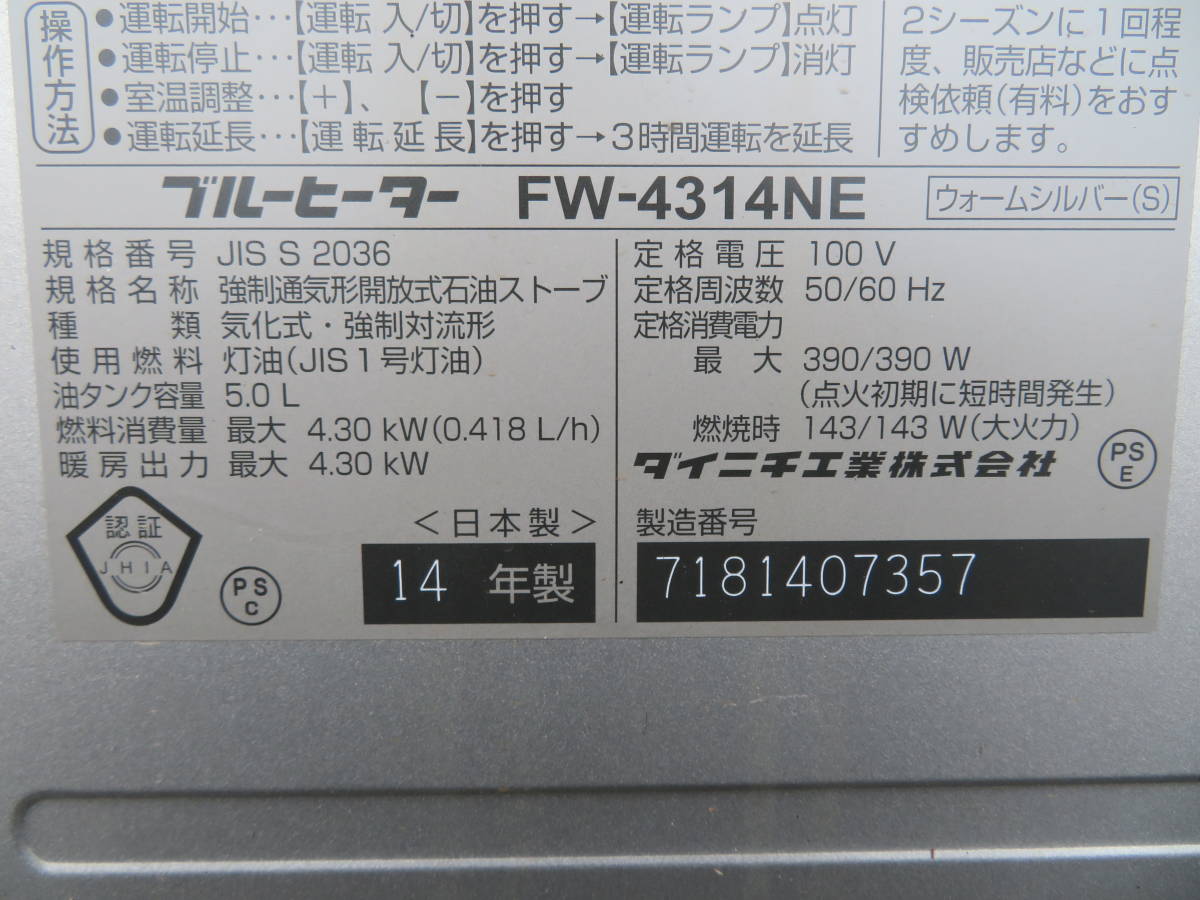 操作方法
●運転開始…【運転 入/切】を押す→【運転ランプ】点灯
●運転停止…【運転 入/切】を押す→【運転ランプ】消灯
●室温調整…【＋】、【－】を押す
●運転延長…【運転延長】を押す→3時間運転を延長
2シーズンに1回程
度、販売店などに点
検依頼(有料)をおす
すめします。
ブルーヒーター FW-4314NE ウォームシルバー(S)
規格番号 JIS S 2036
規格名称 強制通気形開放式石油ストーブ
種類 気化式・強制対流形
使用燃料 灯油(JIS1号灯油)
油タンク容量 5.0 L
燃料消費量 最大 4.30 kW(0.418 L/h)
暖房出力 最大 4.30 kW
認証
JHIA
PS
C
＜日本製＞
14 年製
定格電圧 100 V
定格周波数 50/60 Hz
定格消費電力
最大 390/390 W
(点火初期に短時間発生)
燃焼時 143/143 W(大火力)
ダイニチ工業株式会社
PS
E
製造番号
7181407357